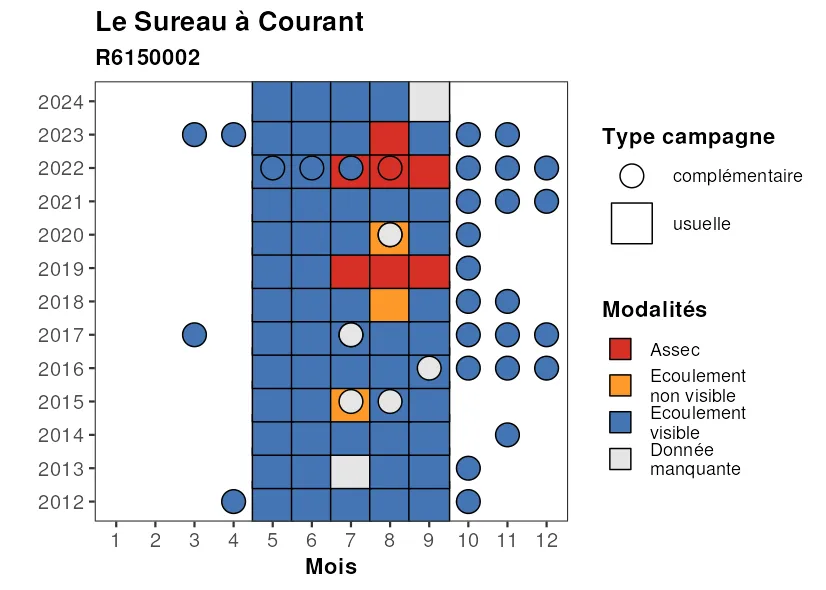 Le Sureau à Courant
R6150002
2024
2023
2022
2021
2020
2019
2018
2017
2016
2015
2014
2013
2012
1 2 3 4 5 6 7 8 9 10 11 12
Mois
Type campagne
complémentaire
usuelle
Modalités
Assec
Ecoulement
non visible
Ecoulement
visible
Donnée
manquante